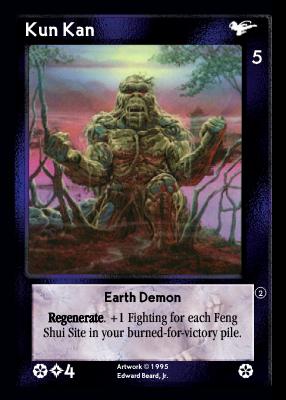 Kun Kan
5
2
Earth Demon
Regenerate. +1 Fighting for each Feng
Shui Site in your burned-for-victory pile.
4
Artwork © 1995
Edward Beard, Jr.